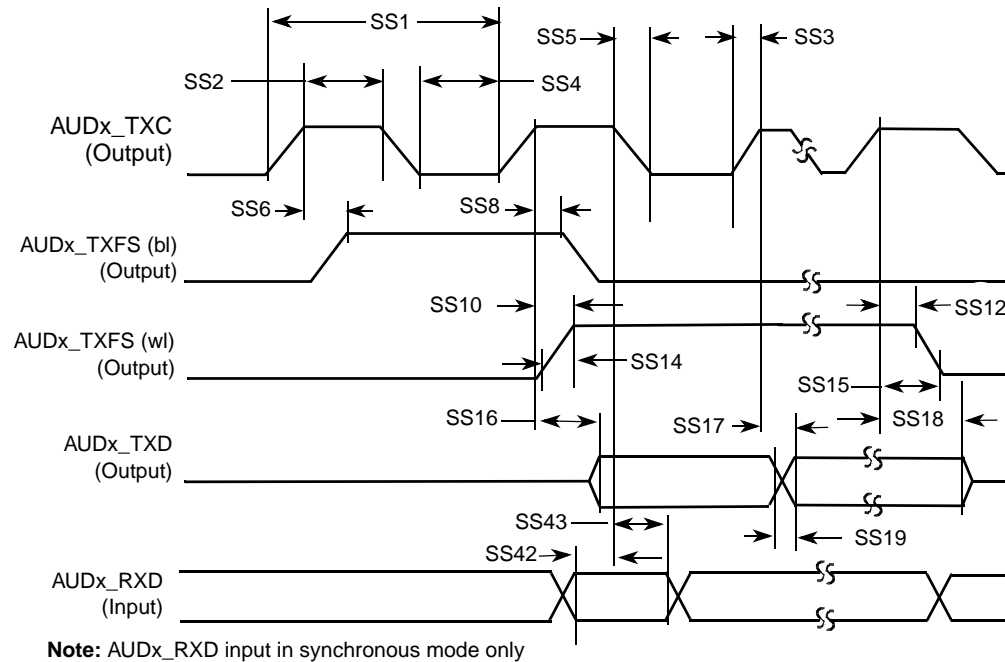 SS1
SS5
SS3
SS2
SS4
AUDx_TXC
(Output)
SS6
SS8
AUDx_TXFS (bl)
(Output)
SS10
SS12
AUDx_TXFS (wl)
(Output)
SS14
SS15
SS16
SS17
SS18
AUDx_TXD
(Output)
SS43
SS19
SS42
AUDx_RXD
(Input)
Note: AUDx_RXD input in synchronous mode only